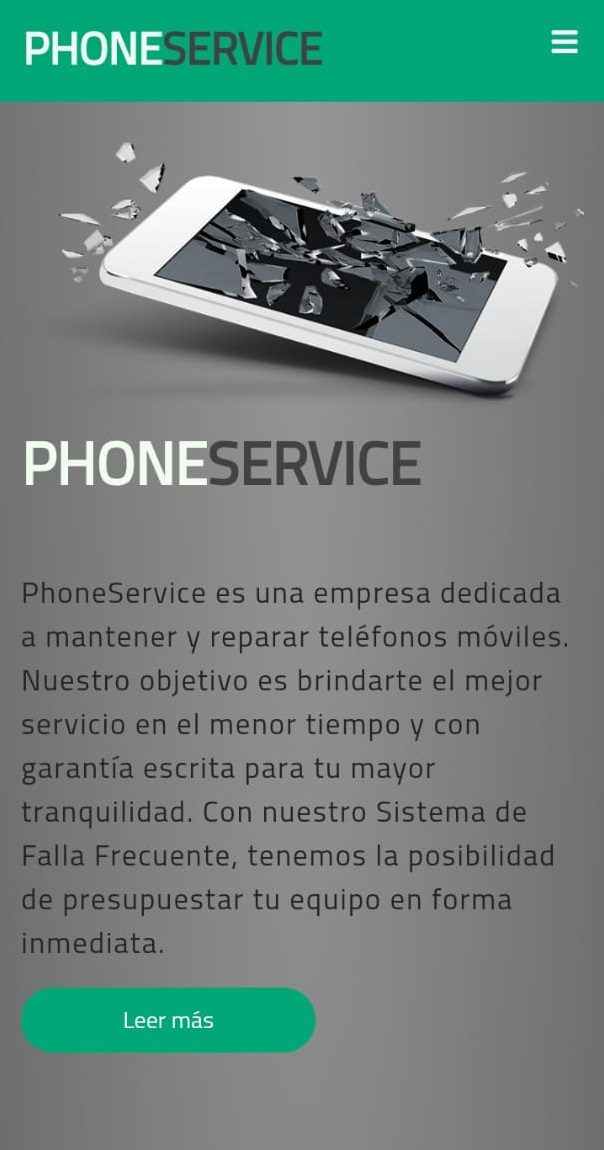 PHONESERVICE
PHONESERVICE
PhoneService es una empresa dedicada
a mantener y reparar teléfonos móviles.
Nuestro objetivo es brindarte el mejor
servicio en el menor tiempo y con
garantía escrita para tu mayor
tranquilidad. Con nuestro Sistema de
Falla Frecuente, tenemos la posibilidad
de presupuestar tu equipo en forma
inmediata.
Leer más